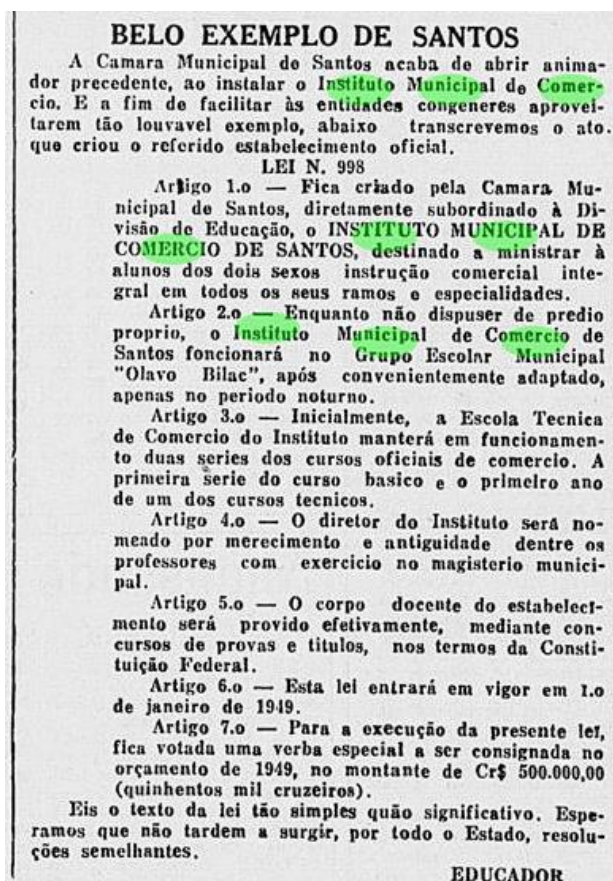 BELO EXEMPLO DE SANTOS
A Camara Municipal de Santos acaba de abrir anima-
dor precedente, ao instalar o Instituto Municipal de Comer-
cio. E a fim de facilitar às entidades congeneres aprovei-
tarem tão louvavel exemplo, abaixo transcrevemos o ato.
que criou o referido estabelecimento oficial.
LEI N. 998
Artigo 1.o — Fica criado pela Camara Mu-
nicipal de Santos, diretamente subordinado à Di-
visão de Educação, o INSTITUTO MUNICIPAL DE
COMERCIO DE SANTOS, destinado a ministrar à
alunos dos dois sexos instrução comercial inte-
gral em todos os seus ramos e especialidades.
Artigo 2.o — Enquanto não dispuser de predio
proprio, o Instituto Municipal de Comercio de
Santos foncionará no Grupo Escolar Municipal
"Olavo Bilac", após convenientemente adaptado,
apenas no periodo noturno.
Artigo 3.o — Inicialmente, a Escola Tecnica
de Comercio do Instituto manterá em funcionamen-
to duas series dos cursos oficiais de comercio. A
primeira serie do curso basico e o primeiro ano
de um dos cursos tecnicos.
Artigo 4.o — O diretor do Instituto será no-
meado por merecimento e antiguidade dentre os
professores com exercicio no magisterio munici-
pal.
Artigo 5.o — O corpo docente do estabeleci-
mento será provido efetivamente, mediante con-
cursos de provas e titulos, nos termos da Consti-
tuição Federal.
Artigo 6.o — Esta lei entrará em vigor em 1.o
de janeiro de 1949.
Artigo 7.o — Para a execução da presente lei,
fica votada uma verba especial a ser consignada no
orçamento de 1949, no montante de Cr$ 500.000,00
(quinhentos mil cruzeiros).
Eis o texto da lei tão simples quão significativo. Espe-
ramos que não tardem a surgir, por todo o Estado, resolu-
ções semelhantes.
EDUCADOR